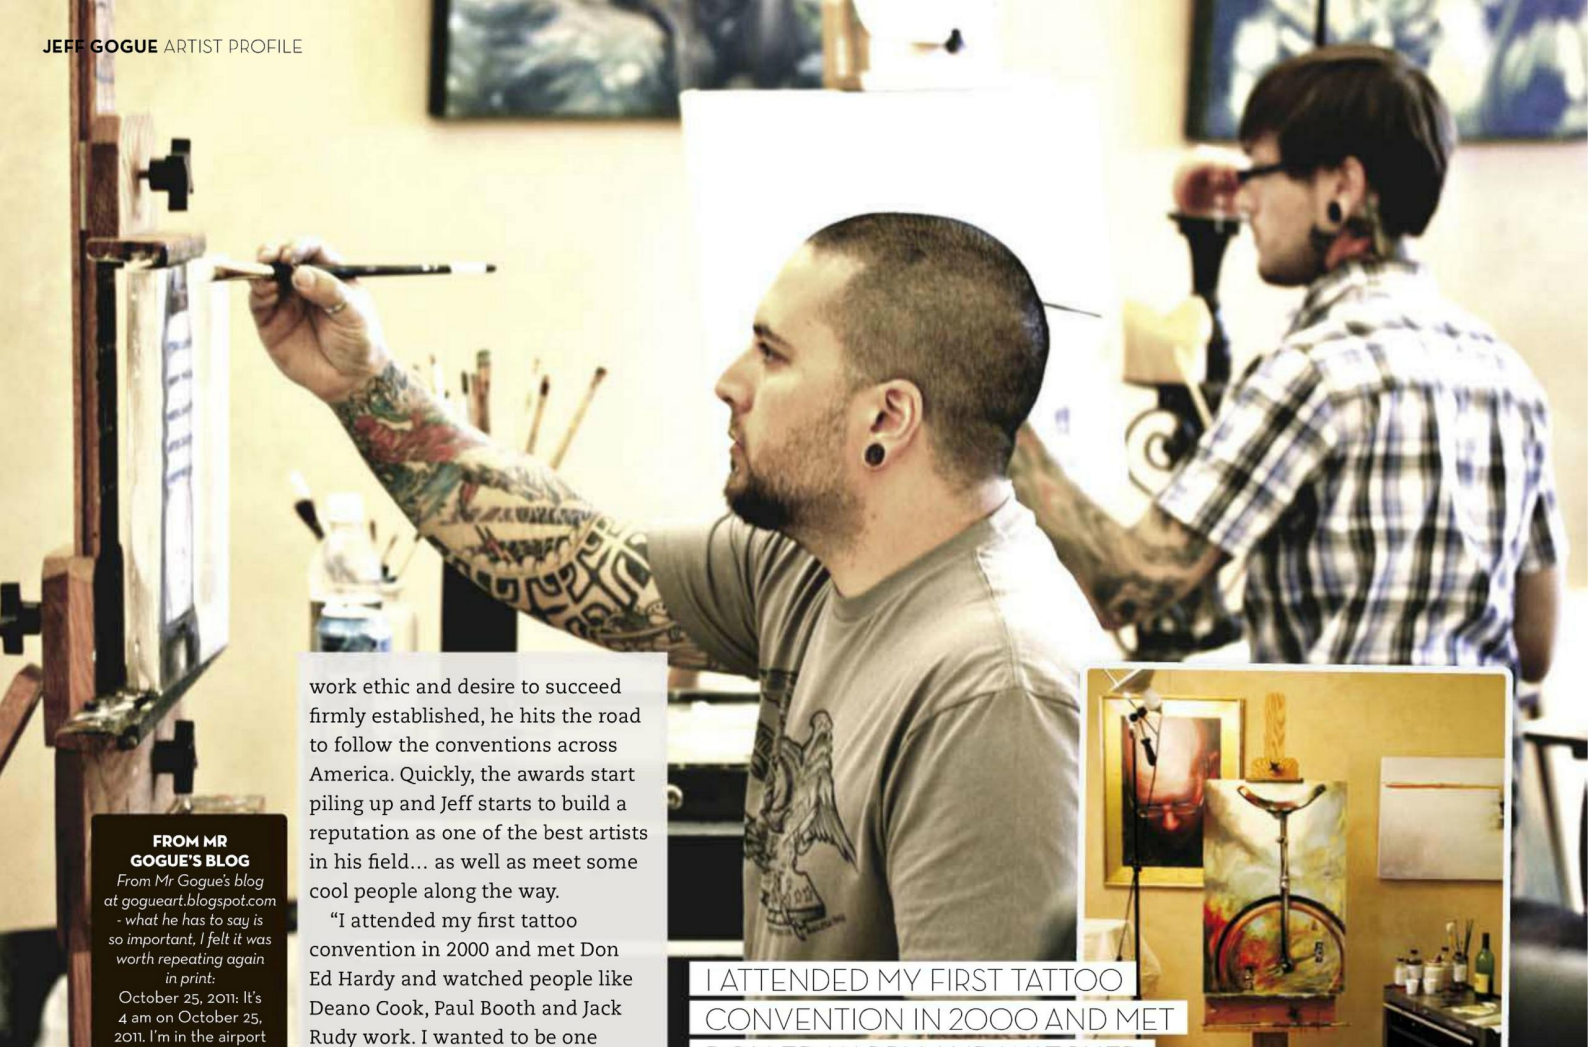 JEFF GOGUE ARTIST PROFILE
work ethic and desire to succeed
firmly established, he hits the road
to follow the conventions across
America. Quickly, the awards start
piling up and Jeff starts to build a
reputation as one of the best artists
in his field... as well as meet some
cool people along the way.
“I attended my first tattoo
convention in 2000 and met Don
Ed Hardy and watched people like
Deano Cook, Paul Booth and Jack
Rudy work. I wanted to be one
FROM MR
GOGUE'S BLOG
From Mr Gogue's blog
at gogueart.blogspot.com
- what he has to say is
so important, I felt it was
worth repeating again
in print:
October 25, 2011: It's
4 am on October 25,
2011. I'm in the airport
I ATTENDED MY FIRST TATTOO
CONVENTION IN 2000 AND MET